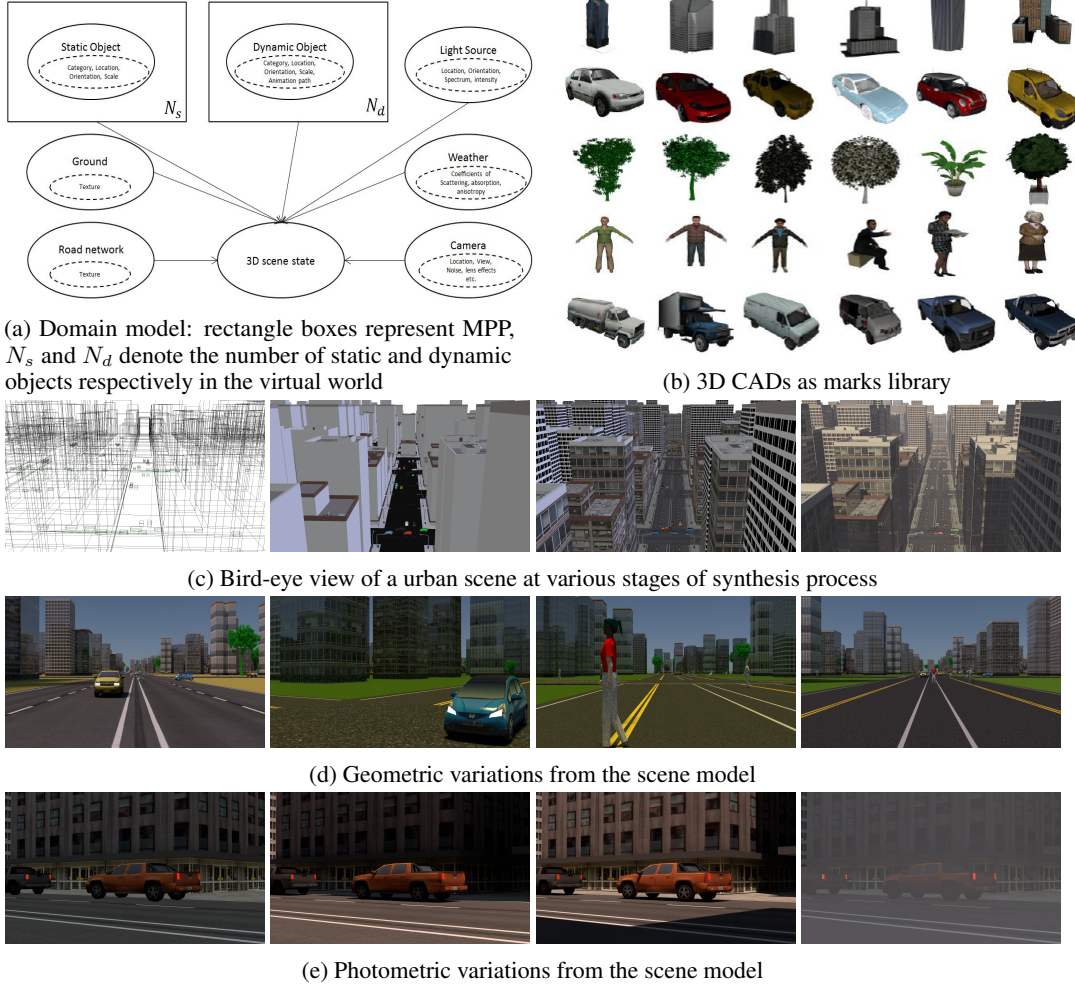 Static Object
Category, Location,
Orientation, Scale
N_s
Dynamic Object
Category, Location,
Orientation, Scale,
Animation path
N_d
Light Source
Location, Orientation,
Spectrum, intensity
Ground
Texture
Weather
Coefficients of
Scattering, absorption,
anisotropy
Road network
Texture
3D scene state
Camera
Location, View,
Noise, lens effects
etc.
(a) Domain model: rectangle boxes represent MPP,
N_s and N_d denote the number of static and dynamic
objects respectively in the virtual world
(b) 3D CADs as marks library
(c) Bird-eye view of a urban scene at various stages of synthesis process
(d) Geometric variations from the scene model
(e) Photometric variations from the scene model